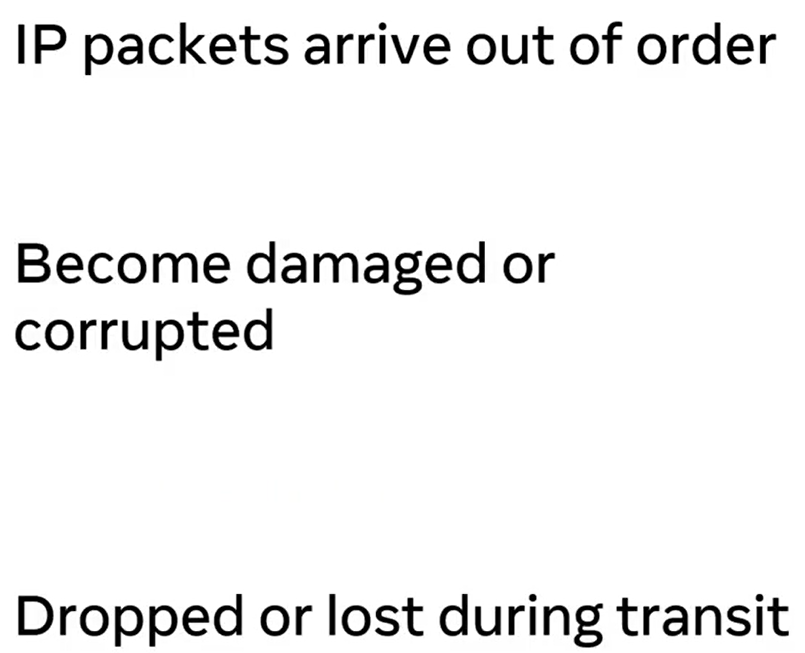 IP packets arrive out of order
Become damaged or
corrupted
Dropped or lost during transit